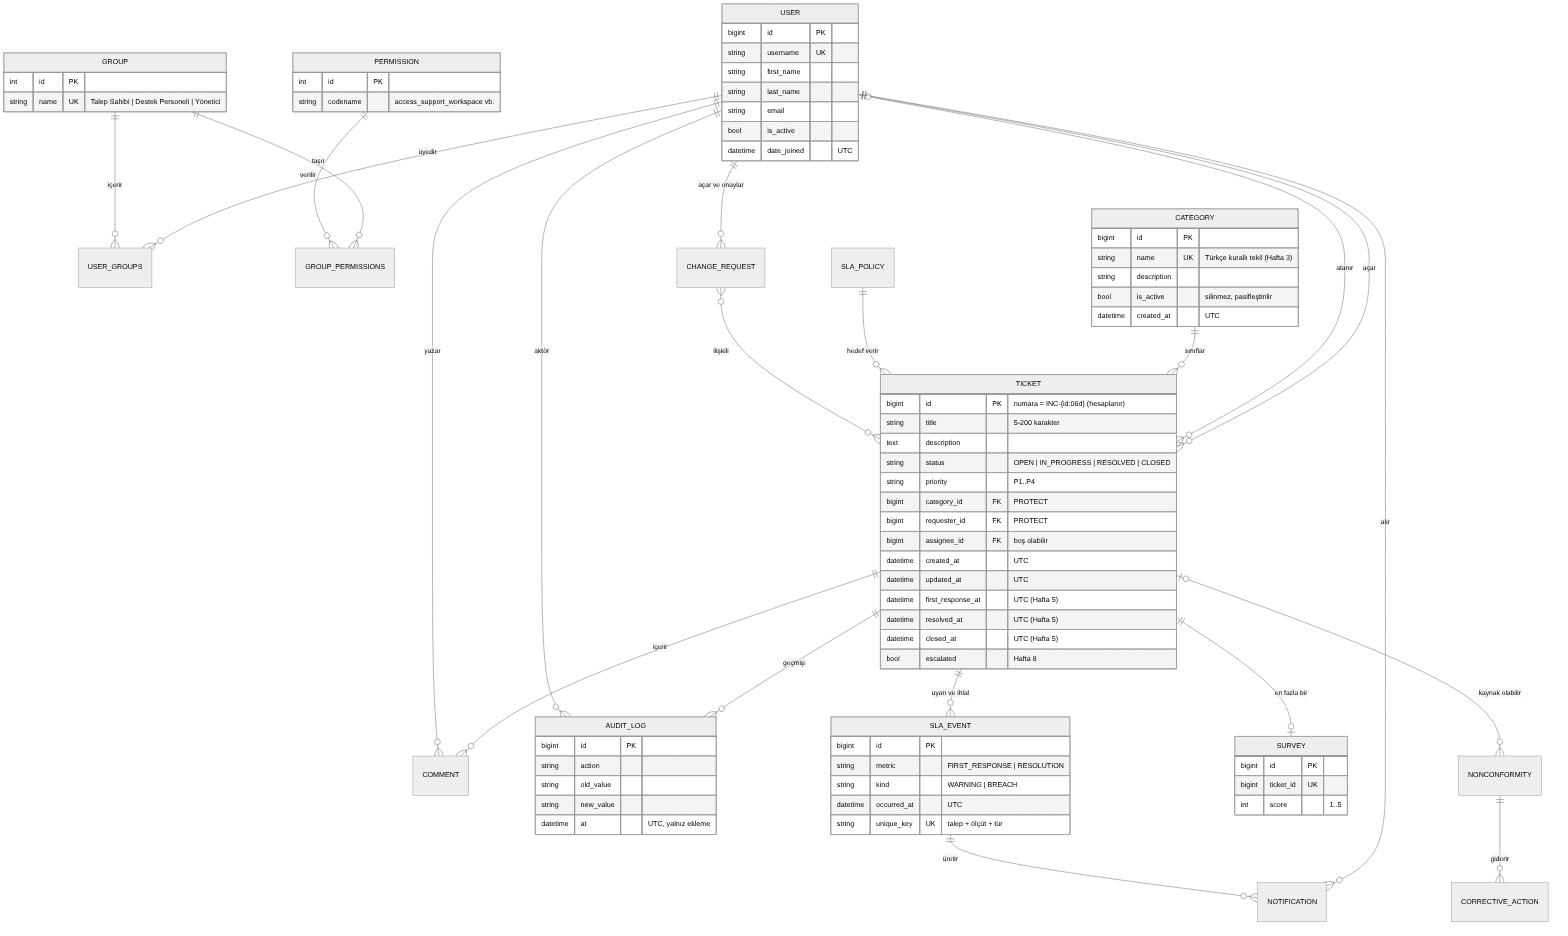 USER
bigint id PK
string username UK
string first_name
string last_name
string email
bool is_active
datetime date_joined UTC
GROUP
int id PK
string name UK Talep Sahibi | Destek Personeli | Yönetici
PERMISSION
int id PK
string codename access_support_workspace vb.
üyedir
taşır
verilir
içerir
açar ve onaylar
CATEGORY
bigint id PK
string name UK Türkçe kurallı tekil (Hafta 3)
string description
bool is_active silinmez, pasifleştirilir
datetime created_at UTC
USER_GROUPS
GROUP_PERMISSIONS
CHANGE_REQUEST
SLA_POLICY
atanır
açar
alır
yazar
aktör
ilişkili
hedef verir
sınıflar
TICKET
bigint id PK numara = INC-{id:06d} (hesaplanır)
string title 5-200 karakter
text description
string status OPEN | IN_PROGRESS | RESOLVED | CLOSED
string priority P1..P4
bigint category_id FK PROTECT
bigint requester_id FK PROTECT
bigint assignee_id FK boş olabilir
datetime created_at UTC
datetime updated_at UTC
datetime first_response_at UTC (Hafta 5)
datetime resolved_at UTC (Hafta 5)
datetime closed_at UTC (Hafta 5)
bool escalated Hafta 8
içerir
geçmişi
uyarı ve ihlal
en fazla bir
kaynak olabilir
COMMENT
AUDIT_LOG
bigint id PK
string action
string old_value
string new_value
datetime at UTC, yalnız ekleme
SLA_EVENT
bigint id PK
string metric FIRST_RESPONSE | RESOLUTION
string kind WARNING | BREACH
datetime occurred_at UTC
string unique_key UK talep + ölçüt + tür
SURVEY
bigint id PK
bigint ticket_id UK
int score 1..5
NONCONFORMITY
üretir
giderir
NOTIFICATION
CORRECTIVE_ACTION